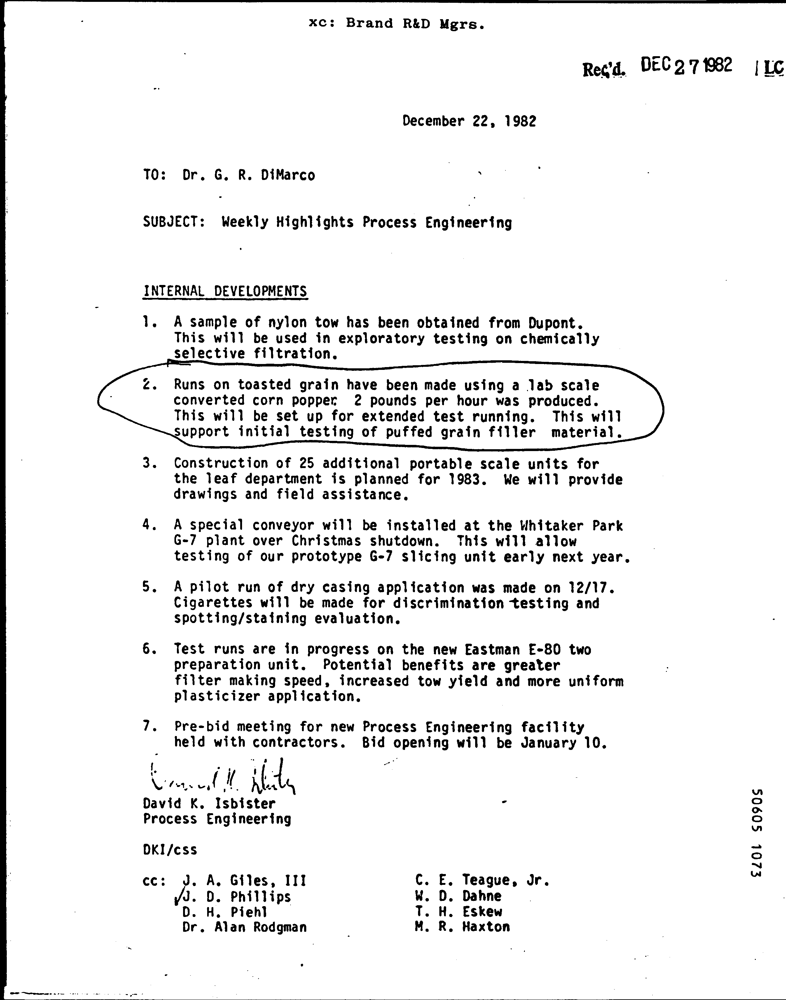 xc: Brand R&D Mgrs.
Rec'd. DEC 27 1982 | LC
December 22, 1982
TO: Dr. G. R. DiMarco
SUBJECT: Weekly Highlights Process Engineering
INTERNAL DEVELOPMENTS
1. A sample of nylon tow has been obtained from Dupont.
This will be used in exploratory testing on chemically
selective filtration.
2. Runs on toasted grain have been made using a lab scale
converted corn popper. 2 pounds per hour was produced.
This will be set up for extended test running. This will
support initial testing of puffed grain filler material.
3. Construction of 25 additional portable scale units for
the leaf department is planned for 1983. We will provide
drawings and field assistance.
4. A special conveyor will be installed at the Whitaker Park
G-7 plant over Christmas shutdown. This will allow
testing of our prototype G-7 slicing unit early next year.
5. A pilot run of dry casing application was made on 12/17.
Cigarettes will be made for discrimination testing and
spotting/staining evaluation.
6. Test runs are in progress on the new Eastman E-80 two
preparation unit. Potential benefits are greater
filter making speed, increased tow yield and more uniform
plasticizer application.
7. Pre-bid meeting for new Process Engineering facility
held with contractors. Bid opening will be January 10.
David K. Isbister
Process Engineering
DKI/css
cc: J. A. Giles, III C. E. Teague, Jr.
J. D. Phillips W. D. Dahne
D. H. Piehl T. H. Eskew
Dr. Alan Rodgman M. R. Haxton
50605 1073